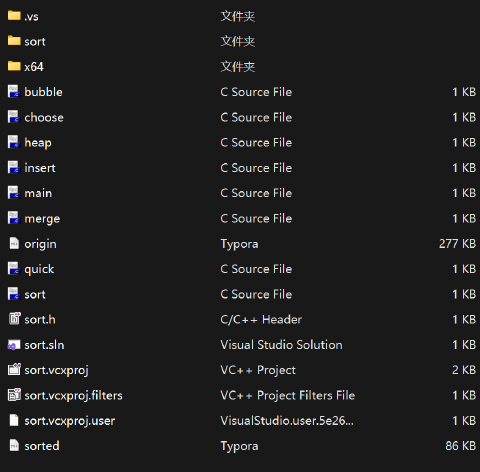 .vs 文件夹
sort 文件夹
x64 文件夹
bubble C Source File 1 KB
choose C Source File 1 KB
heap C Source File 1 KB
insert C Source File 1 KB
main C Source File 1 KB
merge C Source File 1 KB
origin Typora 277 KB
quick C Source File 1 KB
sort C Source File 1 KB
sort.h C/C++ Header 1 KB
sort.sln Visual Studio Solution 1 KB
sort.vcxproj VC++ Project 2 KB
sort.vcxproj.filters VC++ Project Filters File 1 KB
sort.vcxproj.user VisualStudio.user.5e26... 1 KB
sorted Typora 86 KB